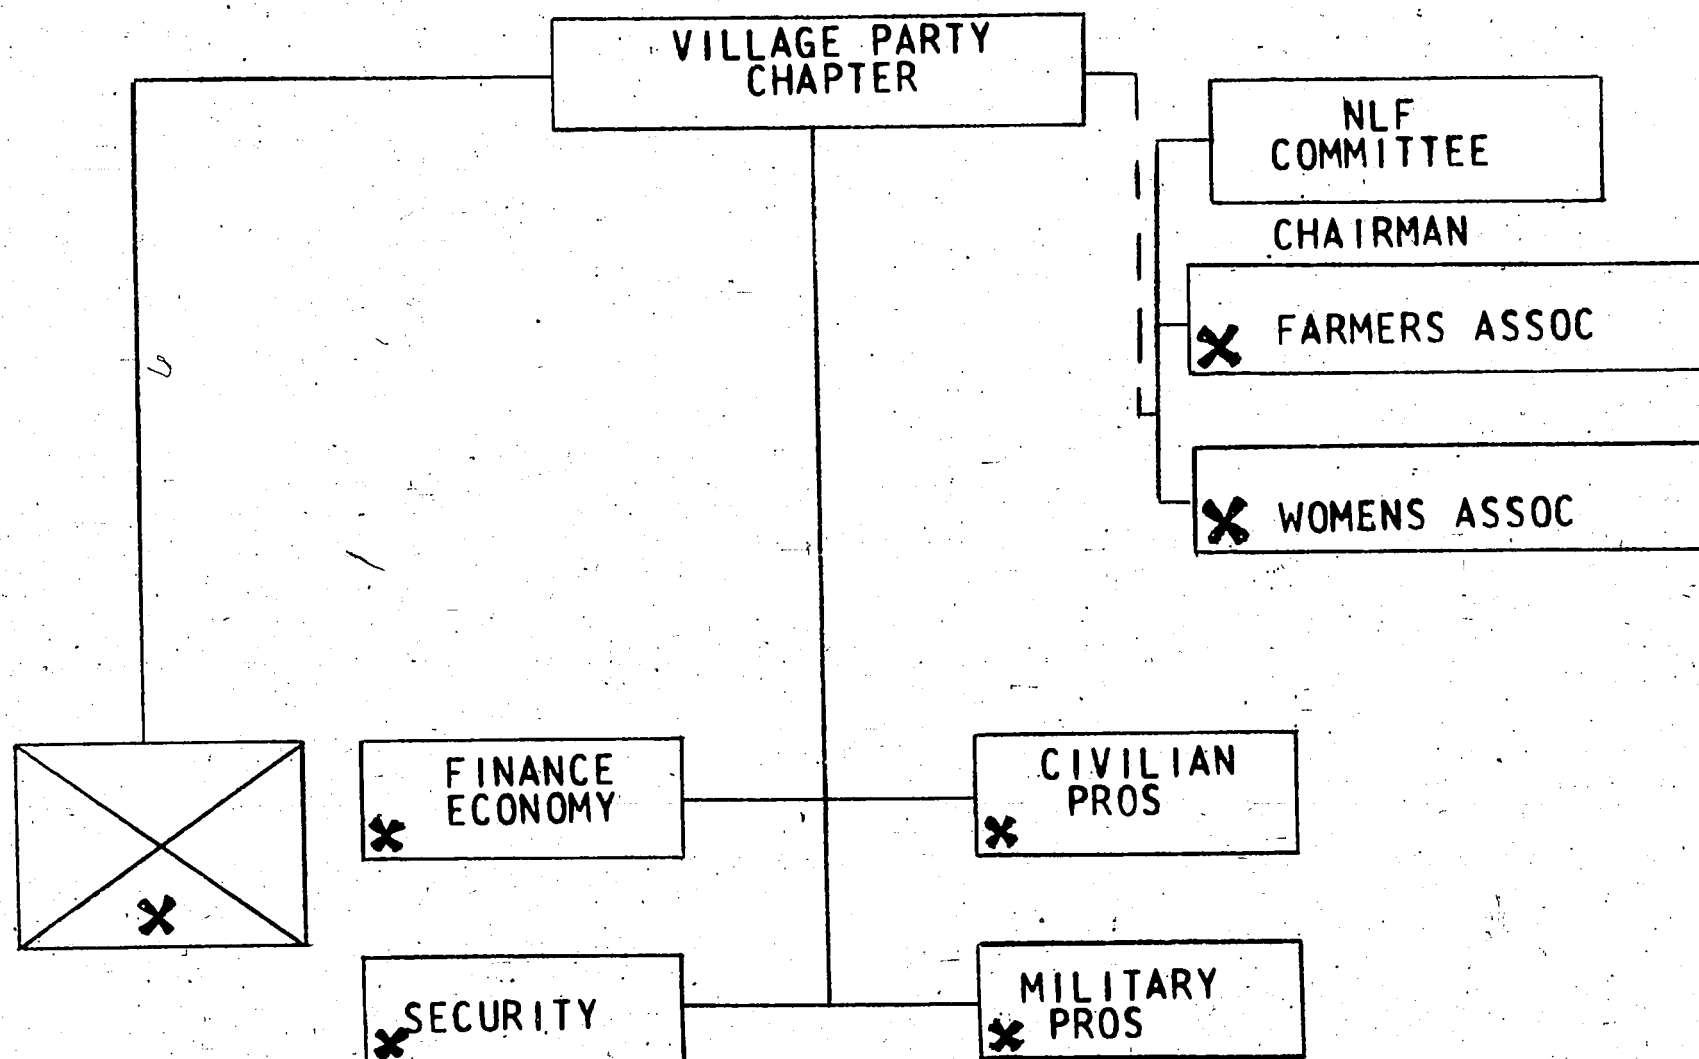 VILLAGE PARTY
CHAPTER
NLF
COMMITTEE
CHAIRMAN
FARMERS ASSOC
WOMENS ASSOC
FINANCE
ECONOMY
CIVILIAN
PROS
SECURITY
MILITARY
PROS